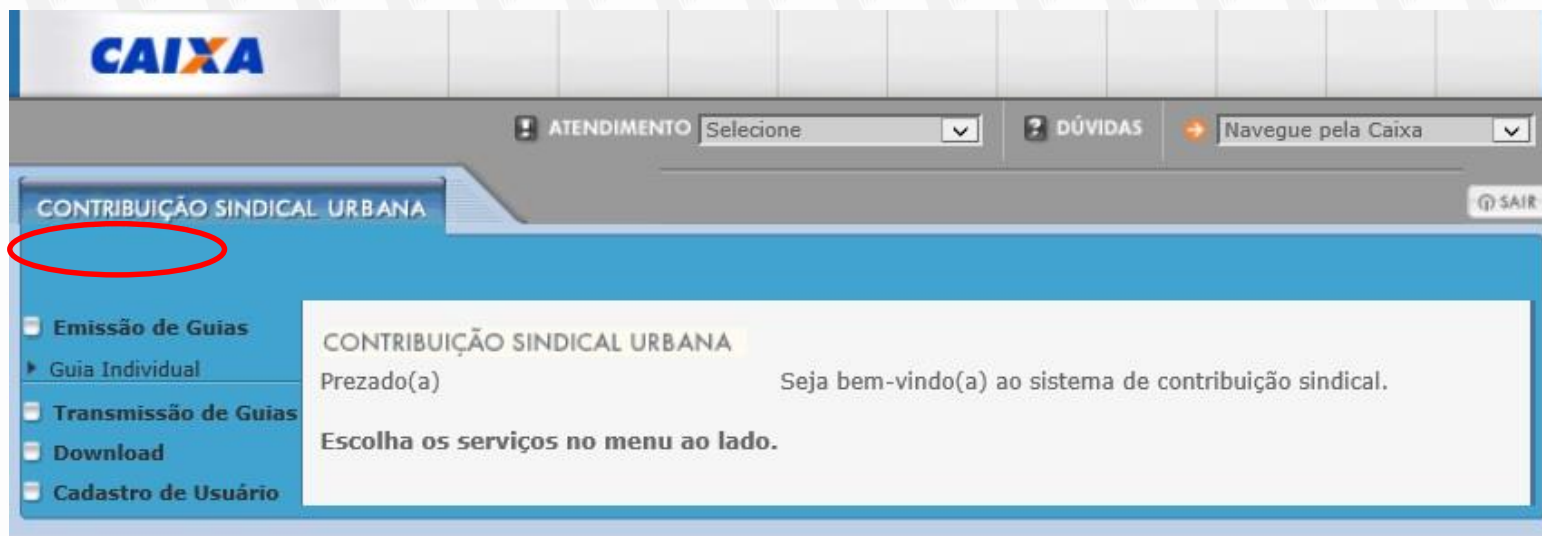 CAIXA
ATENDIMENTO Selecione DÚVIDAS Navegue pela Caixa
CONTRIBUIÇÃO SINDICAL URBANA
SAIR
Emissão de Guias
Guia Individual
Transmissão de Guias
Download
Cadastro de Usuário
CONTRIBUIÇÃO SINDICAL URBANA
Prezado(a) Seja bem-vindo(a) ao sistema de contribuição sindical.
Escolha os serviços no menu ao lado.